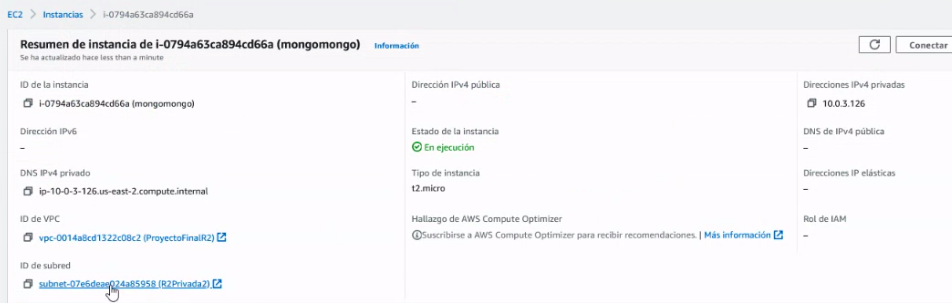 EC2 > Instancias > i-0794a63ca894cd66a
Resumen de instancia de i-0794a63ca894cd66a (mongomongo) Información
Se ha actualizado hace less than a minute
Conectar
ID de la instancia
i-0794a63ca894cd66a (mongomongo)
Dirección IPv4 pública
–
Direcciones IPv4 privadas
10.0.3.126
Dirección IPv6
–
Estado de la instancia
En ejecución
DNS de IPv4 pública
–
DNS IPv4 privado
ip-10-0-3-126.us-east-2.compute.internal
Tipo de instancia
t2.micro
Direcciones IP elásticas
–
ID de VPC
vpc-0014a8cd1322c08c2 (ProyectoFinalR2)
Hallazgo de AWS Compute Optimizer
Suscribirse a AWS Compute Optimizer para recibir recomendaciones. | Más información
Rol de IAM
–
ID de subred
subnet-07e6deae024a85958 (R2Privada2)